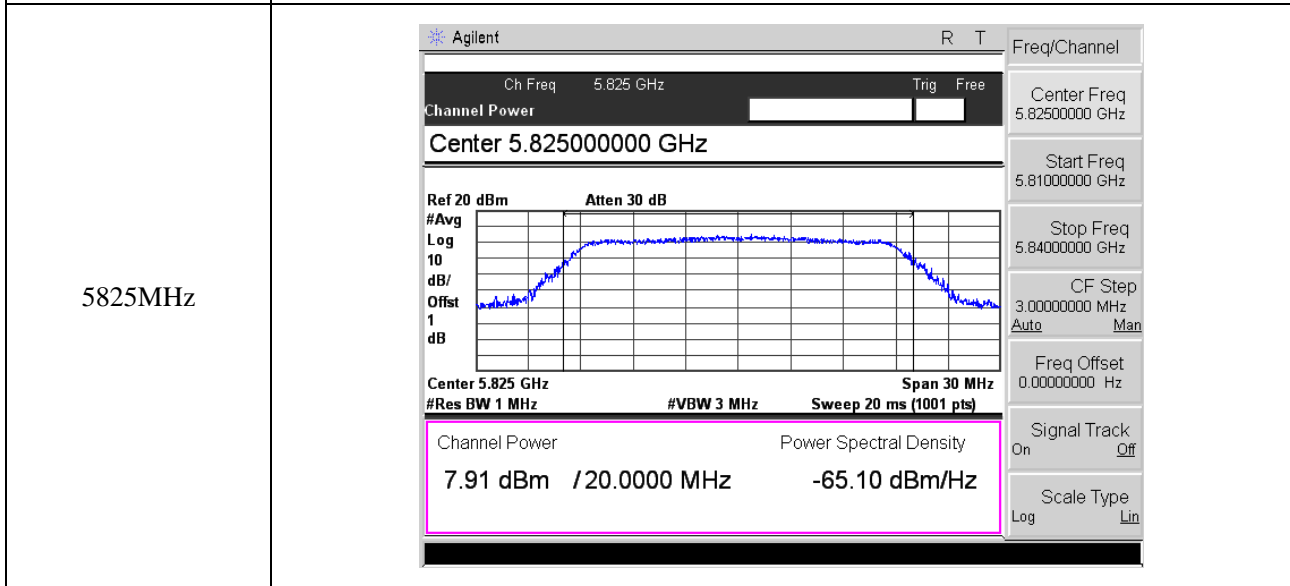 5825MHz
Agilent R T
Ch Freq 5.825 GHz Trig Free
Channel Power
Center 5.825000000 GHz
Ref 20 dBm Atten 30 dB
#Avg
Log
10
dB/
Offst
1
dB
Center 5.825 GHz Span 30 MHz
#Res BW 1 MHz #VBW 3 MHz Sweep 20 ms (1001 pts)
Channel Power Power Spectral Density
7.91 dBm /20.0000 MHz -65.10 dBm/Hz
Freq/Channel
Center Freq
5.82500000 GHz
Start Freq
5.81000000 GHz
Stop Freq
5.84000000 GHz
CF Step
3.00000000 MHz
Auto Man
Freq Offset
0.00000000 Hz
Signal Track
On Off
Scale Type
Log Lin